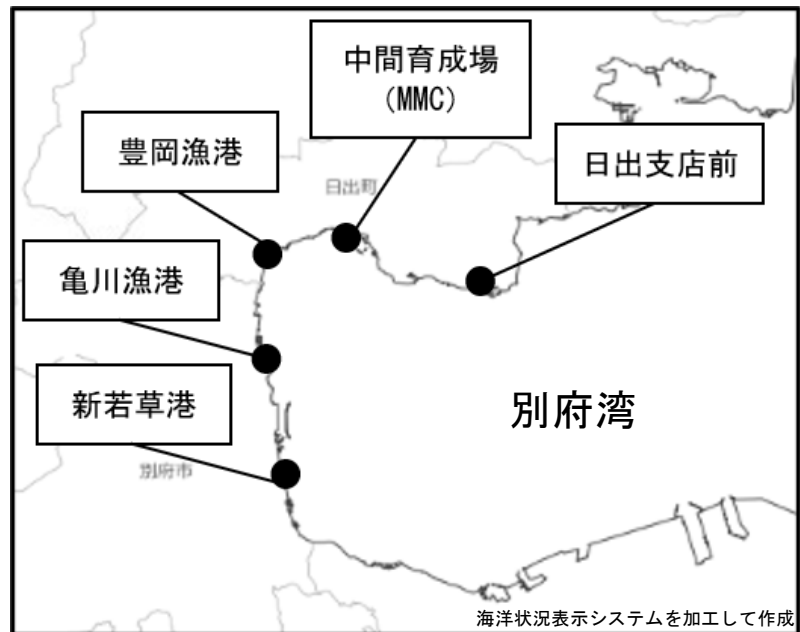 中間育成場
(MMC)
豊岡漁港
日出支店前
日出町
亀川漁港
新若草港
別府湾
別府市
海洋状況表示システムを加工して作成